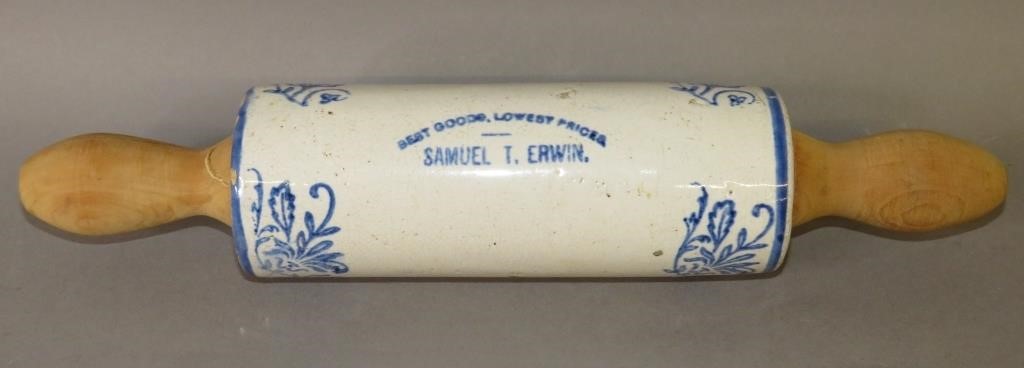 BEST GOODS, LOWEST PRICES
SAMUEL T. ERWIN.